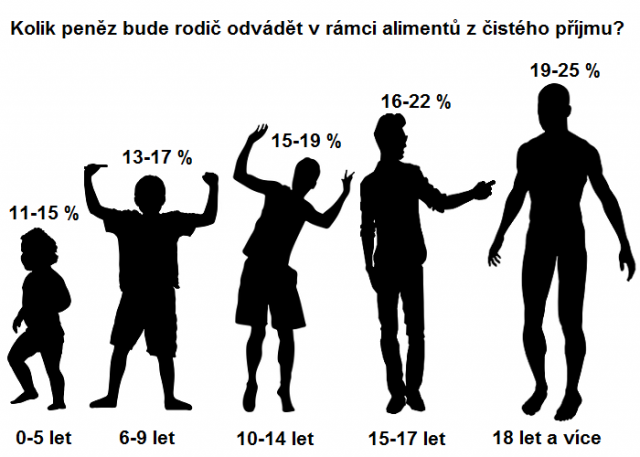 Kolik peněz bude rodič odvádět v rámci alimentů z čistého příjmu?
19-25 %
16-22 %
15-19 %
13-17 %
11-15 %
0-5 let
6-9 let
10-14 let
15-17 let
18 let a více